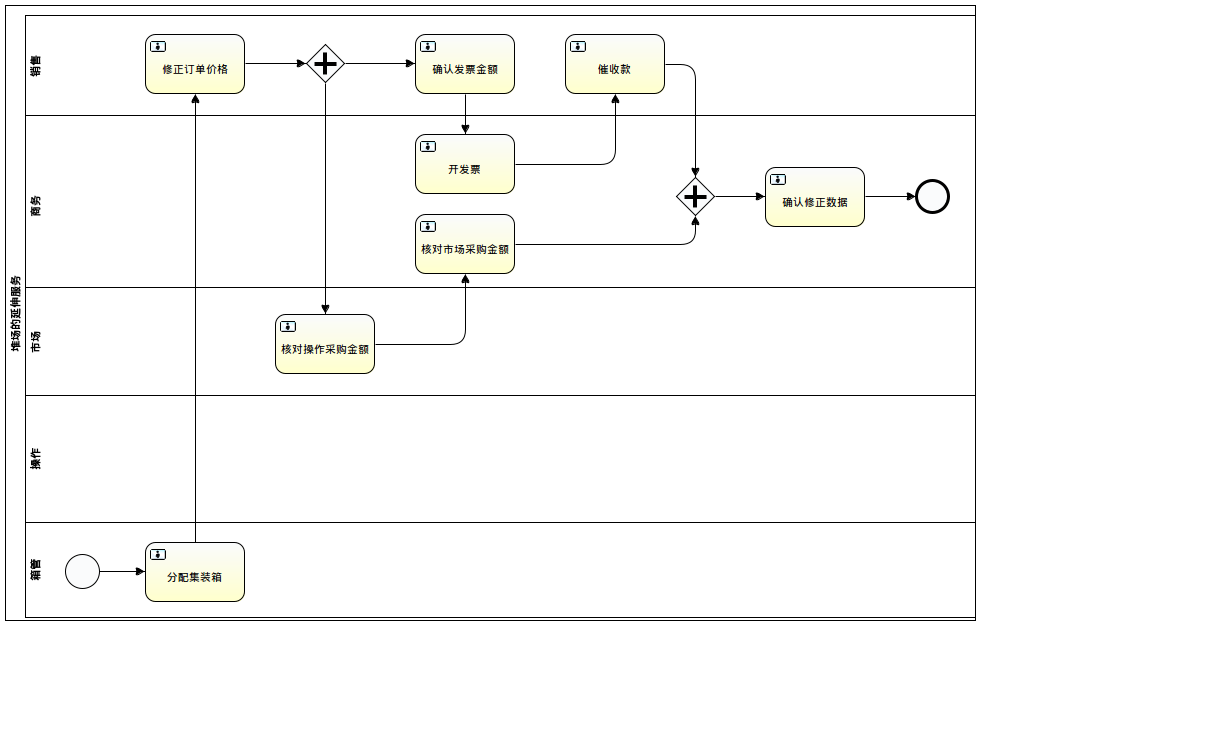 堆场的延伸服务
销售
修正订单价格
确认发票金额
催收款
商务
开发票
核对市场采购金额
确认修正数据
市场
核对操作采购金额
操作
箱管
分配集装箱